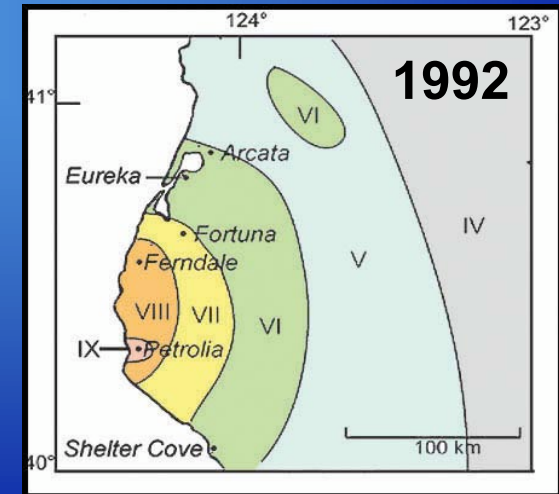 124° 123°
1992
41°
VI
Arcata
Eureka
IV
Fortuna
V
Ferndale
VIII VII VI
IX Petrolia
100 km
Shelter Cove
40°